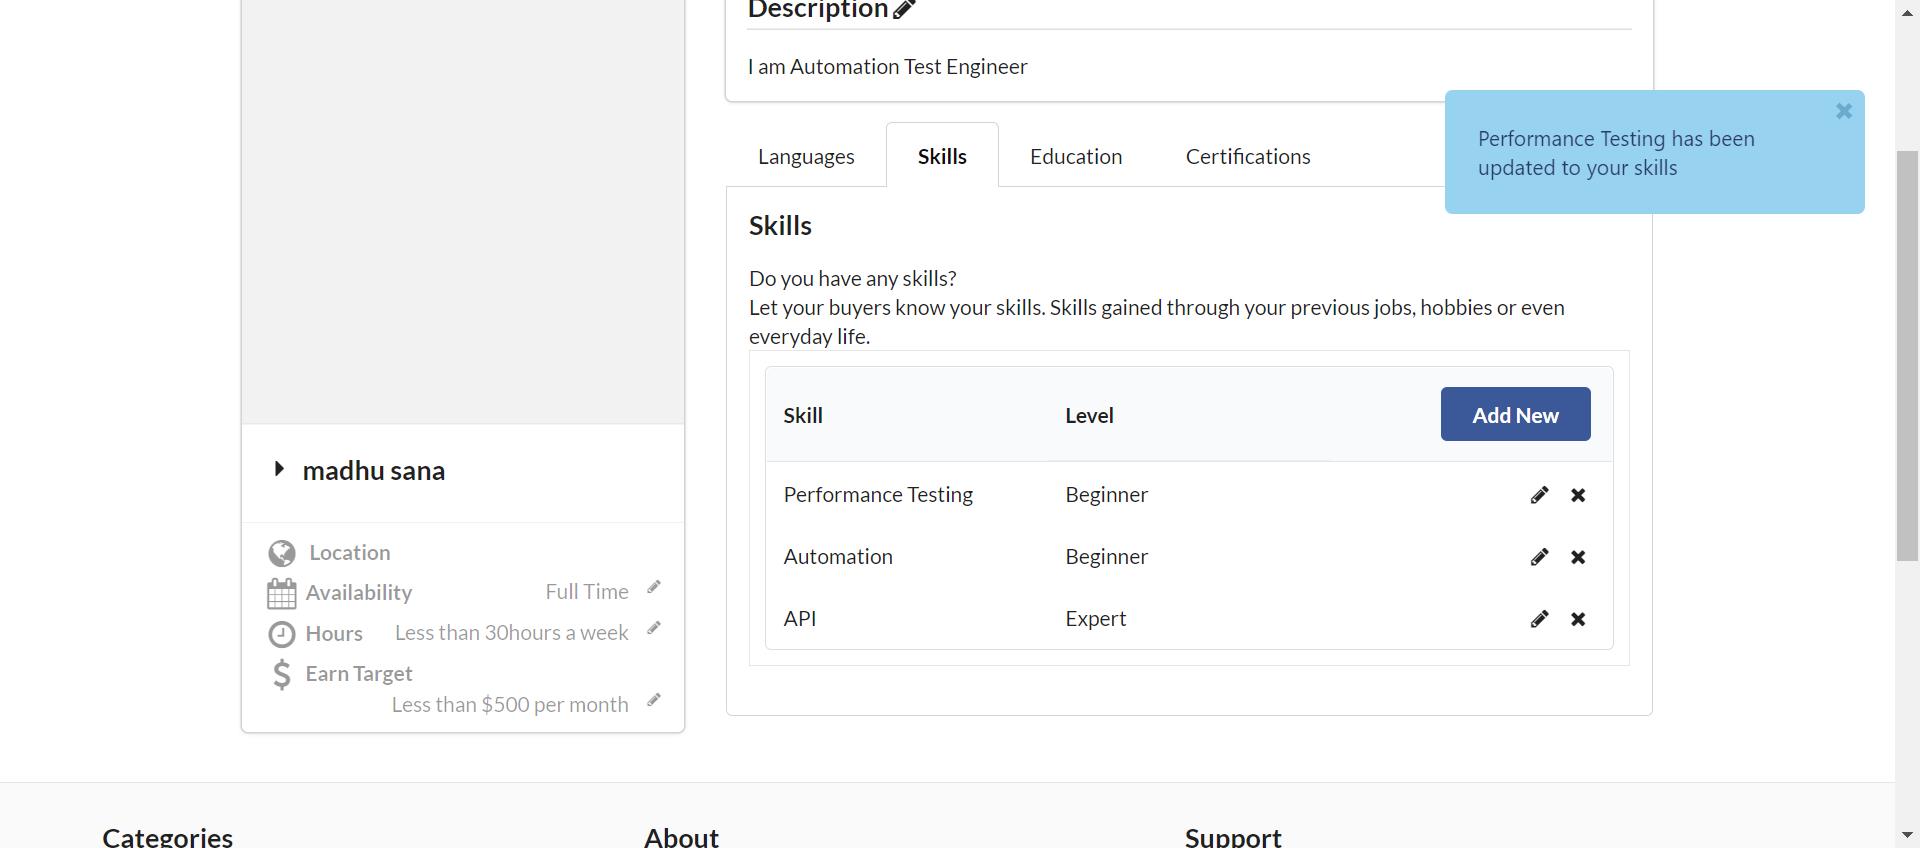 Description
I am Automation Test Engineer
Performance Testing has been
updated to your skills
Languages Skills Education Certifications
Skills
Do you have any skills?
Let your buyers know your skills. Skills gained through your previous jobs, hobbies or even
everyday life.
Skill Level Add New
Performance Testing Beginner
Automation Beginner
API Expert
madhu sana
Location
Availability Full Time
Hours Less than 30hours a week
Earn Target
Less than $500 per month
Categories About Support